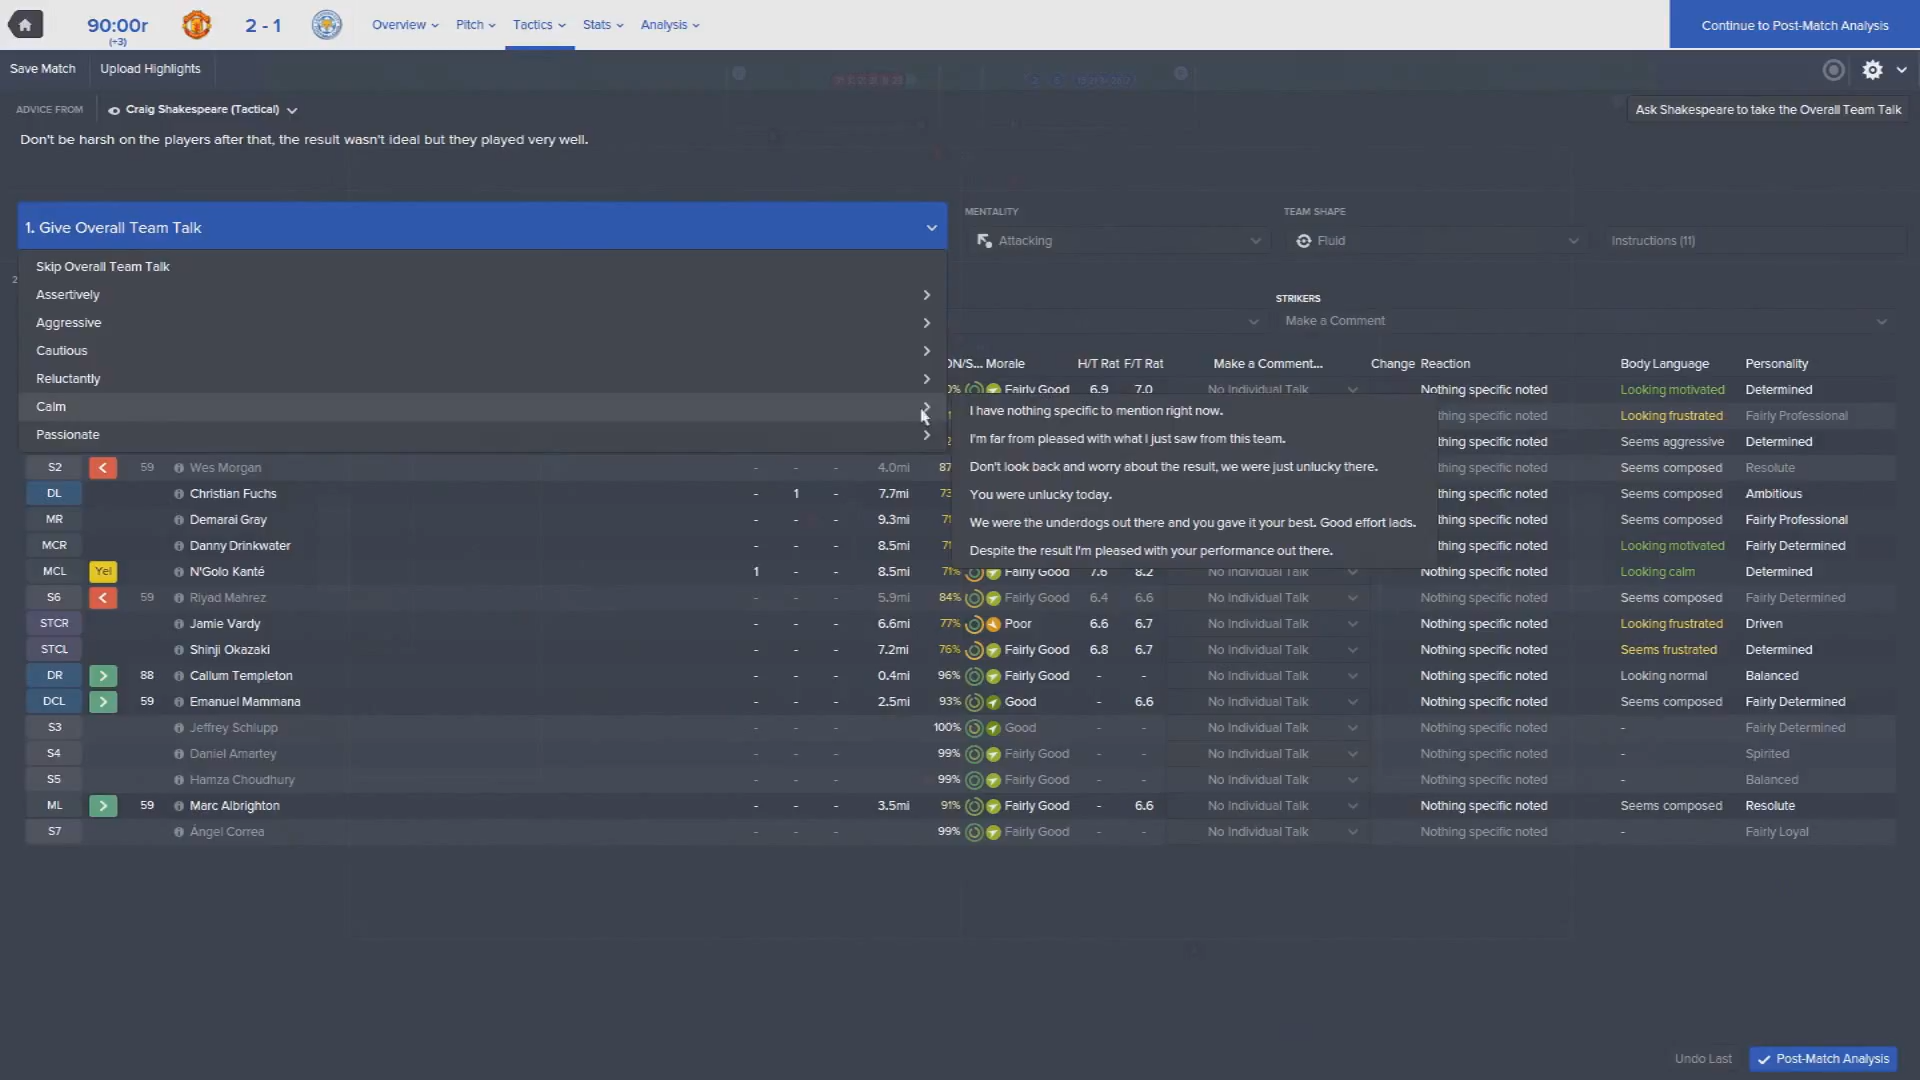 90:00r
(+3)
2 - 1
Overview
Pitch
Tactics
Stats
Analysis
Continue to Post-Match Analysis
Save Match
Upload Highlights
ADVICE FROM
Craig Shakespeare (Tactical)
Ask Shakespeare to take the Overall Team Talk
Don't be harsh on the players after that, the result wasn't ideal but they played very well.
1. Give Overall Team Talk
MENTALITY
TEAM SHAPE
Attacking
Fluid
Instructions (11)
Skip Overall Team Talk
Assertively
Aggressive
Cautious
Reluctantly
Calm
Passionate
STRIKERS
Make a Comment
Morale H/T Rat F/T Rat Make a Comment... Change Reaction Body Language Personality
Fairly Good 6.9 7.0 No Individual Talk Nothing specific noted Looking motivated Determined
Looking frustrated Fairly Professional
Seems aggressive Determined
I have nothing specific to mention right now.
I'm far from pleased with what I just saw from this team.
Don't look back and worry about the result, we were just unlucky there.
You were unlucky today.
We were the underdogs out there and you gave it your best. Good effort lads.
Despite the result I'm pleased with your performance out there.
S2 59 Wes Morgan - - - 4.0mi Seems composed Resolute
DL Christian Fuchs - 1 - 7.7mi Seems composed Ambitious
MR Demarai Gray - - - 9.3mi Seems composed Fairly Professional
MCR Danny Drinkwater - - - 8.5mi Looking motivated Fairly Determined
MCL Yel N'Golo Kanté 1 - - 8.5mi 71% Fairly Good 7.6 8.2 No Individual Talk Nothing specific noted Looking calm Determined
S6 59 Riyad Mahrez - - - 5.9mi 84% Fairly Good 6.4 6.6 No Individual Talk Nothing specific noted Seems composed Fairly Determined
STCR Jamie Vardy - - - 6.6mi 77% Poor 6.6 6.7 No Individual Talk Nothing specific noted Looking frustrated Driven
STCL Shinji Okazaki - - - 7.2mi 76% Fairly Good 6.8 6.7 No Individual Talk Nothing specific noted Seems frustrated Determined
DR 88 Callum Templeton - - - 0.4mi 96% Fairly Good - - No Individual Talk Nothing specific noted Looking normal Balanced
DCL 59 Emanuel Mammana - - - 2.5mi 93% Good - 6.6 No Individual Talk Nothing specific noted Seems composed Fairly Determined
S3 Jeffrey Schlupp - - - 100% Good - - No Individual Talk Nothing specific noted - Fairly Determined
S4 Daniel Amartey - - - 99% Fairly Good - - No Individual Talk Nothing specific noted - Spirited
S5 Hamza Choudhury - - - 99% Fairly Good - - No Individual Talk Nothing specific noted - Balanced
ML 59 Marc Albrighton - - - 3.5mi 91% Fairly Good - 6.6 No Individual Talk Nothing specific noted Seems composed Resolute
S7 Ángel Correa - - - 99% Fairly Good - - No Individual Talk Nothing specific noted - Fairly Loyal
Undo Last
Post-Match Analysis